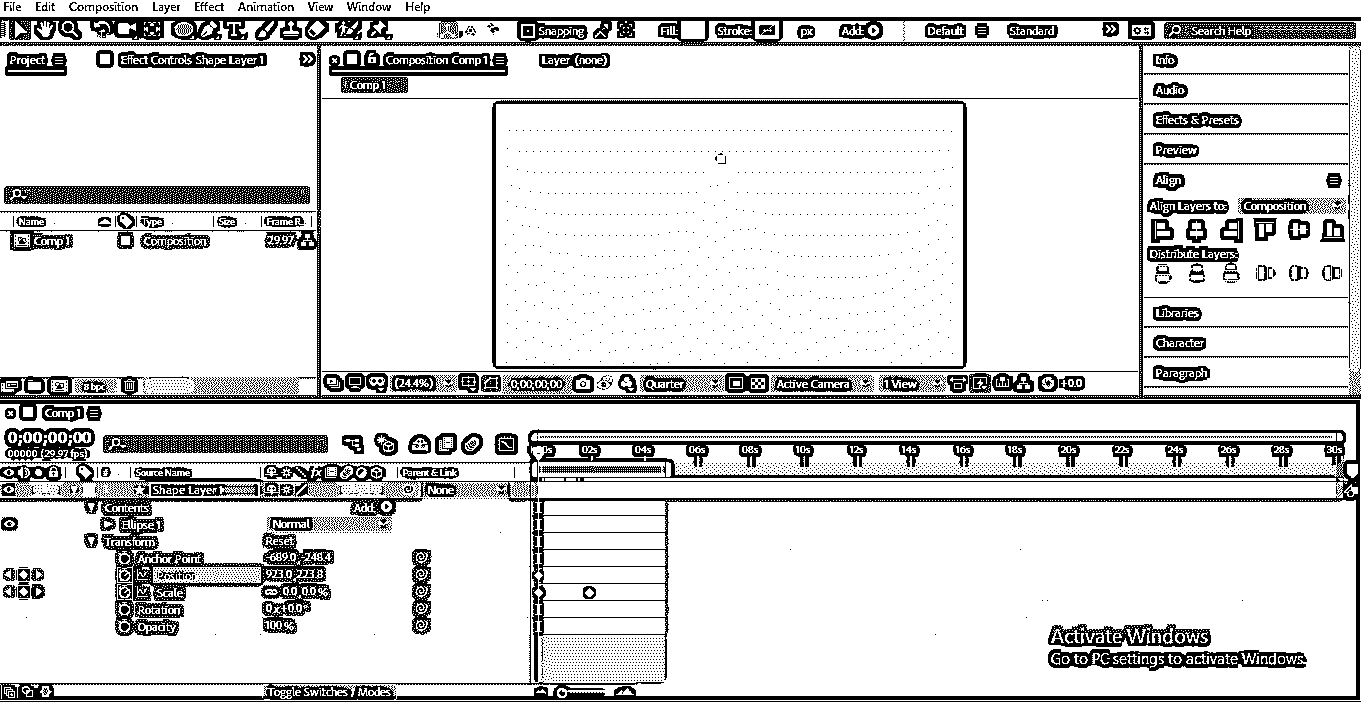 File Edit Composition Layer Effect Animation View Window Help
Snapping Fill: Stroke: px Add: Default Standard Search Help
Project Effect Controls Shape Layer 1 Composition Comp 1 Layer (none) Info
Comp 1
Audio
Effects & Presets
Preview
Align
Align Layers to: Composition
Name Type Size Frame R..
Comp 1 Composition 29.97
Distribute Layers:
Libraries
Character
Paragraph
8 bpc (24.4%) 0;00;00;00 Quarter Active Camera 1 View +0.0
Comp 1
0;00;00;00
00000 (29.97 fps)
02s 04s 06s 08s 10s 12s 14s 16s 18s 20s 22s 24s 26s 28s 30s
# Source Name Parent & Link
Shape Layer 1 None
Contents Add:
Ellipse 1 Normal
Transform Reset
Anchor Point -689.0, -248.4
Position 923.0, -223.8
Scale 0.0, 0.0 %
Rotation 0 x +0.0°
Opacity 100 %
Activate Windows
Go to PC settings to activate Windows.
Toggle Switches / Modes